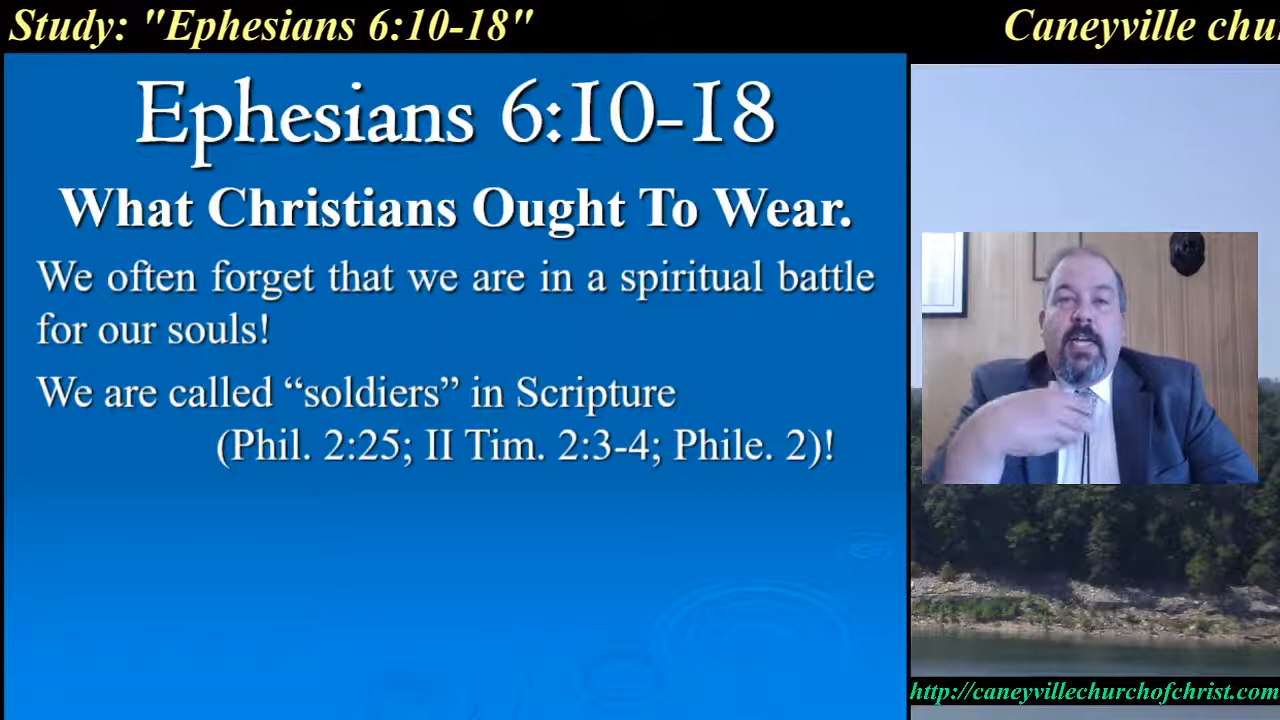 Study: "Ephesians 6:10-18"
Caneyville chu
Ephesians 6:10-18
What Christians Ought To Wear.
We often forget that we are in a spiritual battle
for our souls!
We are called “soldiers” in Scripture
(Phil. 2:25; II Tim. 2:3-4; Phile. 2)!
http://caneyvillechurchofchrist.com